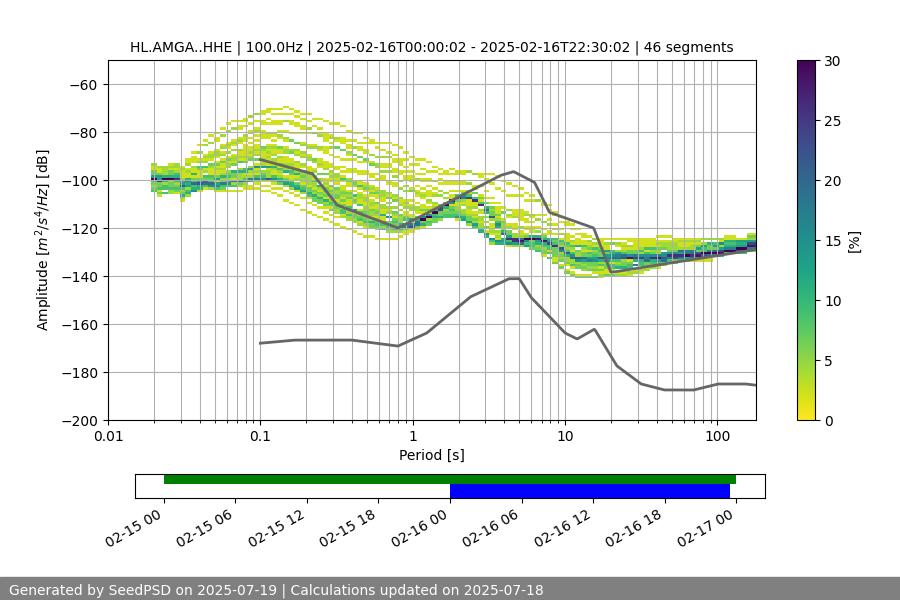 HL.AMGA..HHE | 100.0Hz | 2025-02-16T00:00:02 - 2025-02-16T22:30:02 | 46 segments
Amplitude [m²/s⁴/Hz] [dB]
−60
−80
−100
−120
−140
−160
−180
−200
0.01 0.1 1 10 100
Period [s]
30
25
20
15
10
5
0
[%]
02-15 00 02-15 06 02-15 12 02-15 18 02-16 00 02-16 06 02-16 12 02-16 18 02-17 00
Generated by SeedPSD on 2025-07-19 | Calculations updated on 2025-07-18